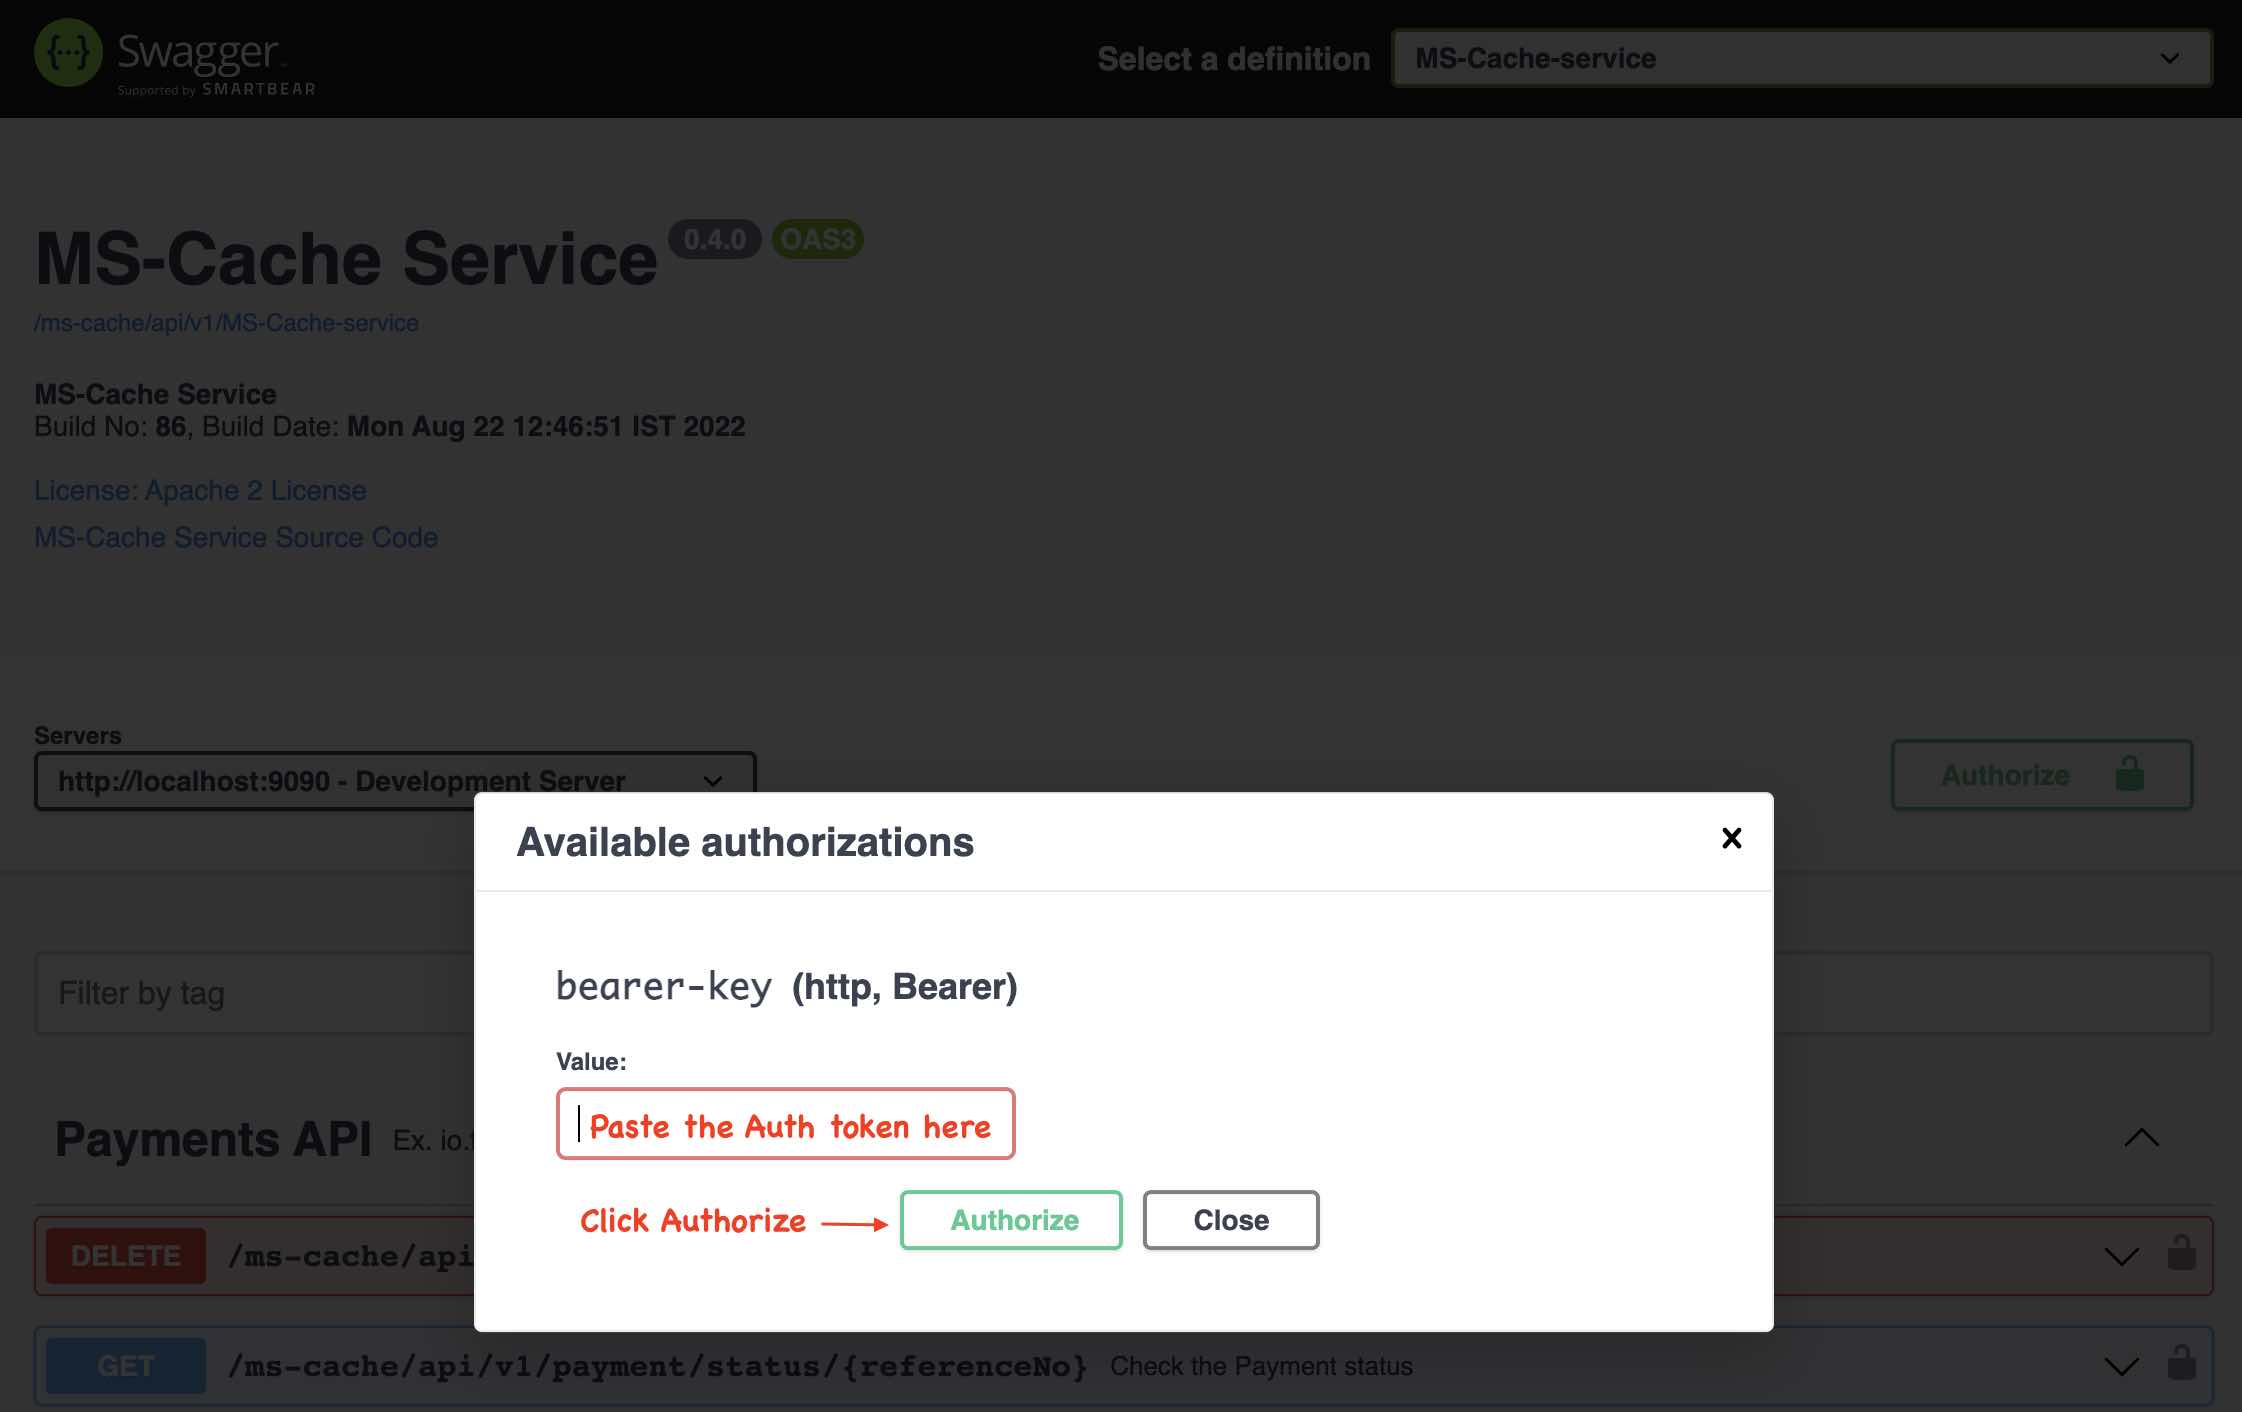 Swagger
Supported by SMARTBEAR
Select a definition
MS-Cache-service
MS-Cache Service 0.4.0 OAS3
/ms-cache/api/v1/MS-Cache-service
MS-Cache Service
Build No: 86, Build Date: Mon Aug 22 12:46:51 IST 2022
License: Apache 2 License
MS-Cache Service Source Code
Servers
http://localhost:9090 - Development Server
Authorize
Available authorizations
bearer-key (http, Bearer)
Value:
Paste the Auth token here
Click Authorize
Authorize
Close
Filter by tag
Payments API Ex. io.
DELETE /ms-cache/api
GET /ms-cache/api/v1/payment/status/{referenceNo} Check the Payment status